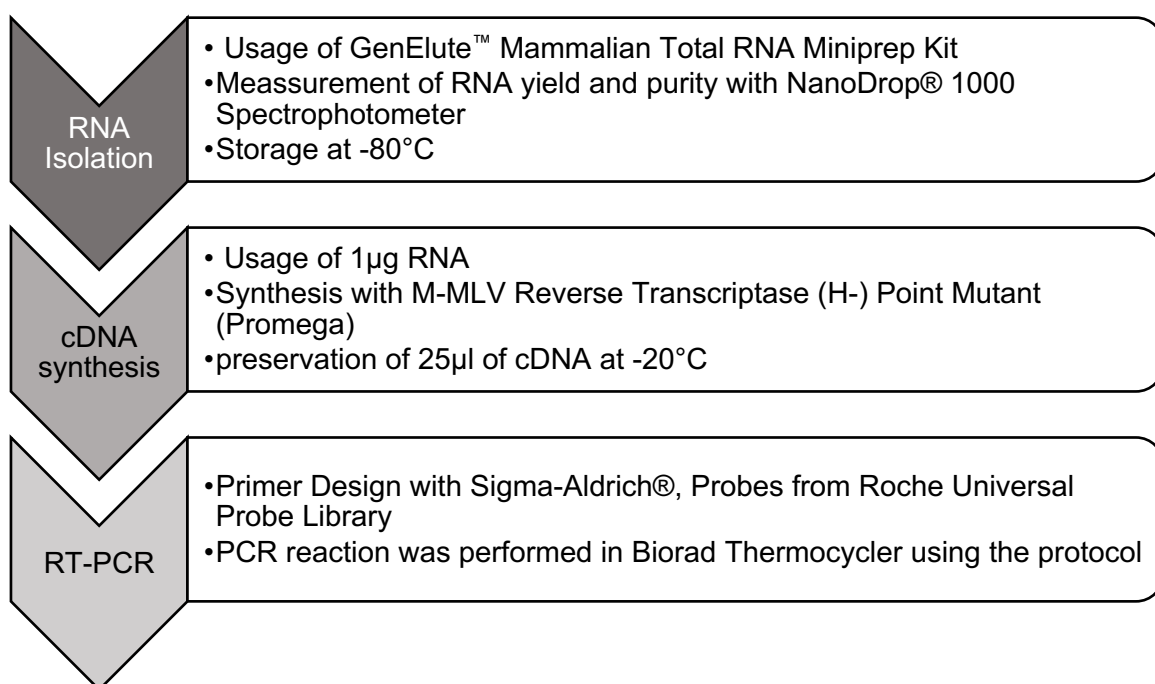 RNA
Isolation
• Usage of GenElute™ Mammalian Total RNA Miniprep Kit
•Meassurement of RNA yield and purity with NanoDrop® 1000
Spectrophotometer
•Storage at -80°C
cDNA
synthesis
• Usage of 1µg RNA
•Synthesis with M-MLV Reverse Transcriptase (H-) Point Mutant
(Promega)
•preservation of 25µl of cDNA at -20°C
RT-PCR
•Primer Design with Sigma-Aldrich®, Probes from Roche Universal
Probe Library
•PCR reaction was performed in Biorad Thermocycler using the protocol